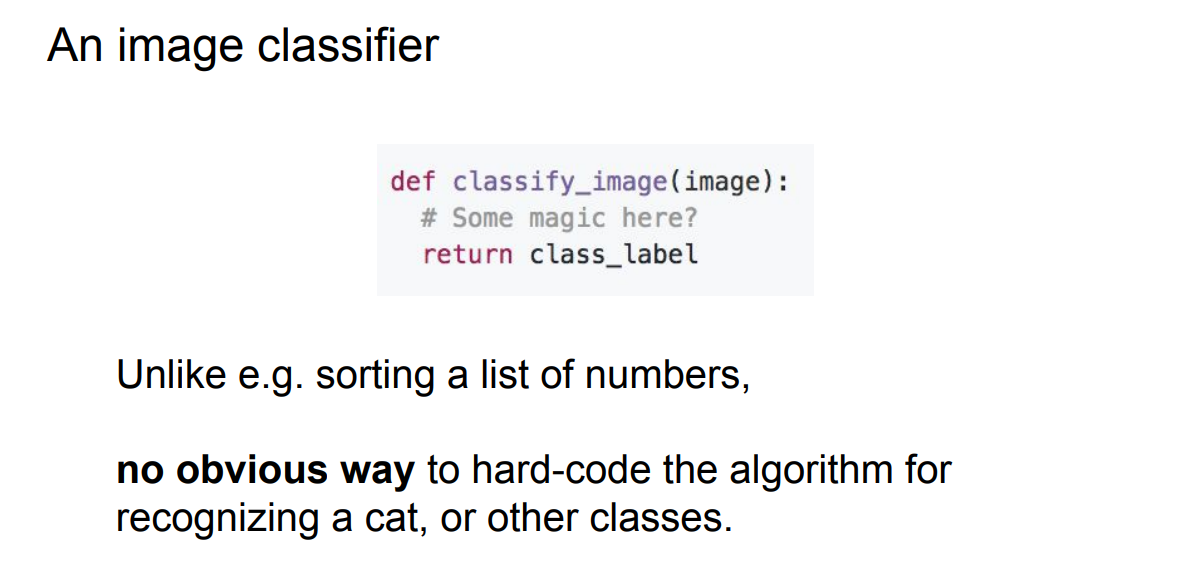 An image classifier
def classify_image(image):
# Some magic here?
return class_label
Unlike e.g. sorting a list of numbers,
no obvious way to hard-code the algorithm for
recognizing a cat, or other classes.